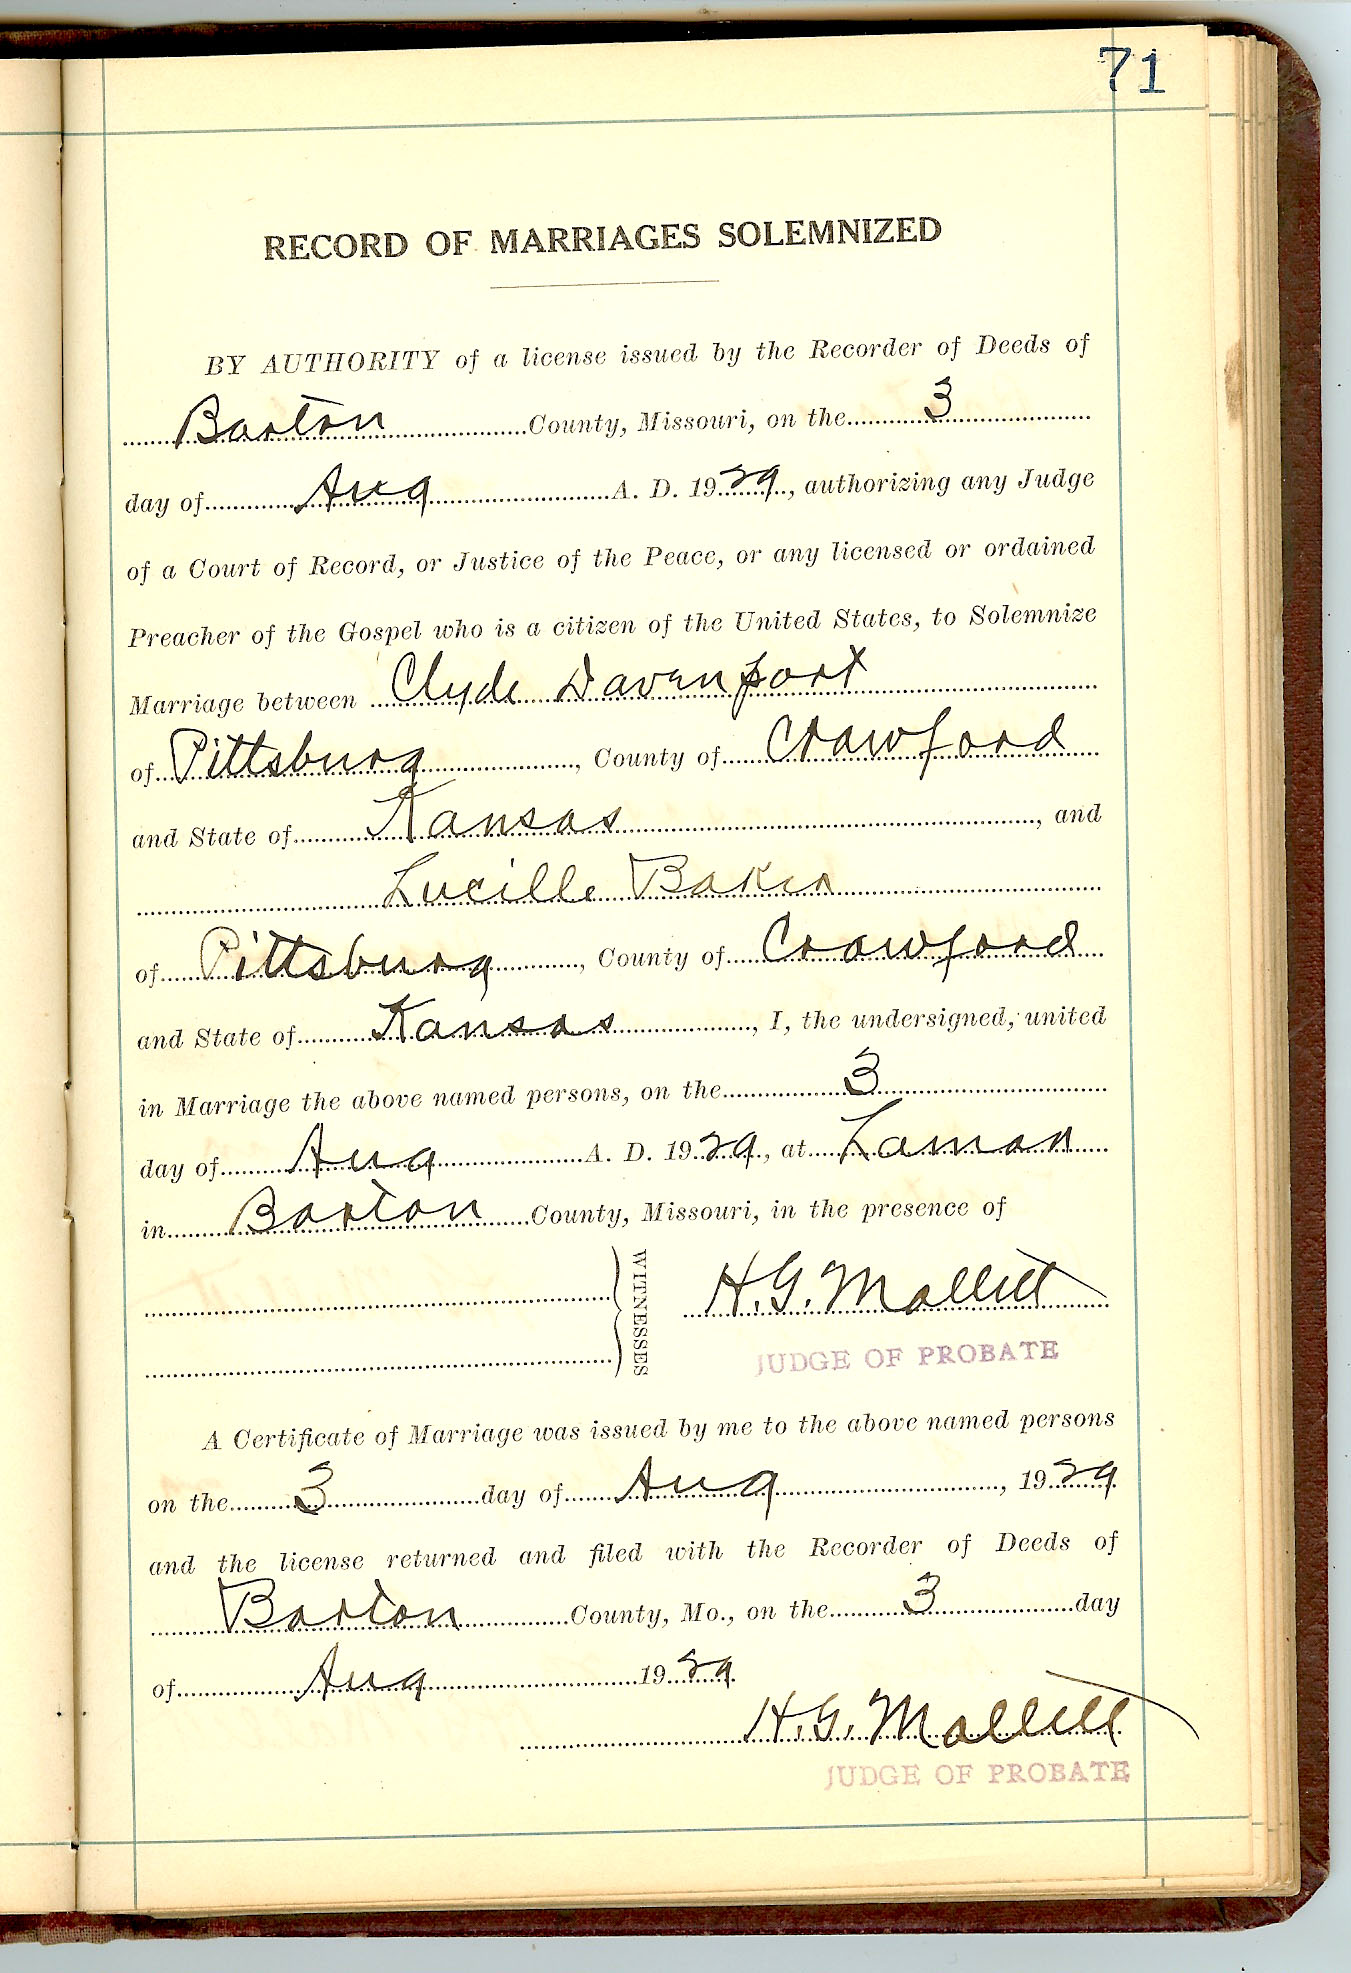 71
RECORD OF MARRIAGES SOLEMNIZED
BY AUTHORITY of a license issued by the Recorder of Deeds of
Barton County, Missouri, on the 3
day of Aug A. D. 1929, authorizing any Judge
of a Court of Record, or Justice of the Peace, or any licensed or ordained
Preacher of the Gospel who is a citizen of the United States, to Solemnize
Marriage between Clyde Davenport
of Pittsburg, County of Crawford
and State of Kansas, and
Lucille Baker
of Pittsburg, County of Crawford
and State of Kansas, I, the undersigned, united
in Marriage the above named persons, on the 3
day of Aug A. D. 1929, at Lamar
in Barton County, Missouri, in the presence of
WITNESSES
H. G.
JUDGE OF PROBATE
A Certificate of Marriage was issued by me to the above named persons
on the 3 day of Aug, 1929
and the license returned and filed with the Recorder of Deeds of
Barton County, Mo., on the 3 day
of Aug 1929
H. G.
JUDGE OF PROBATE